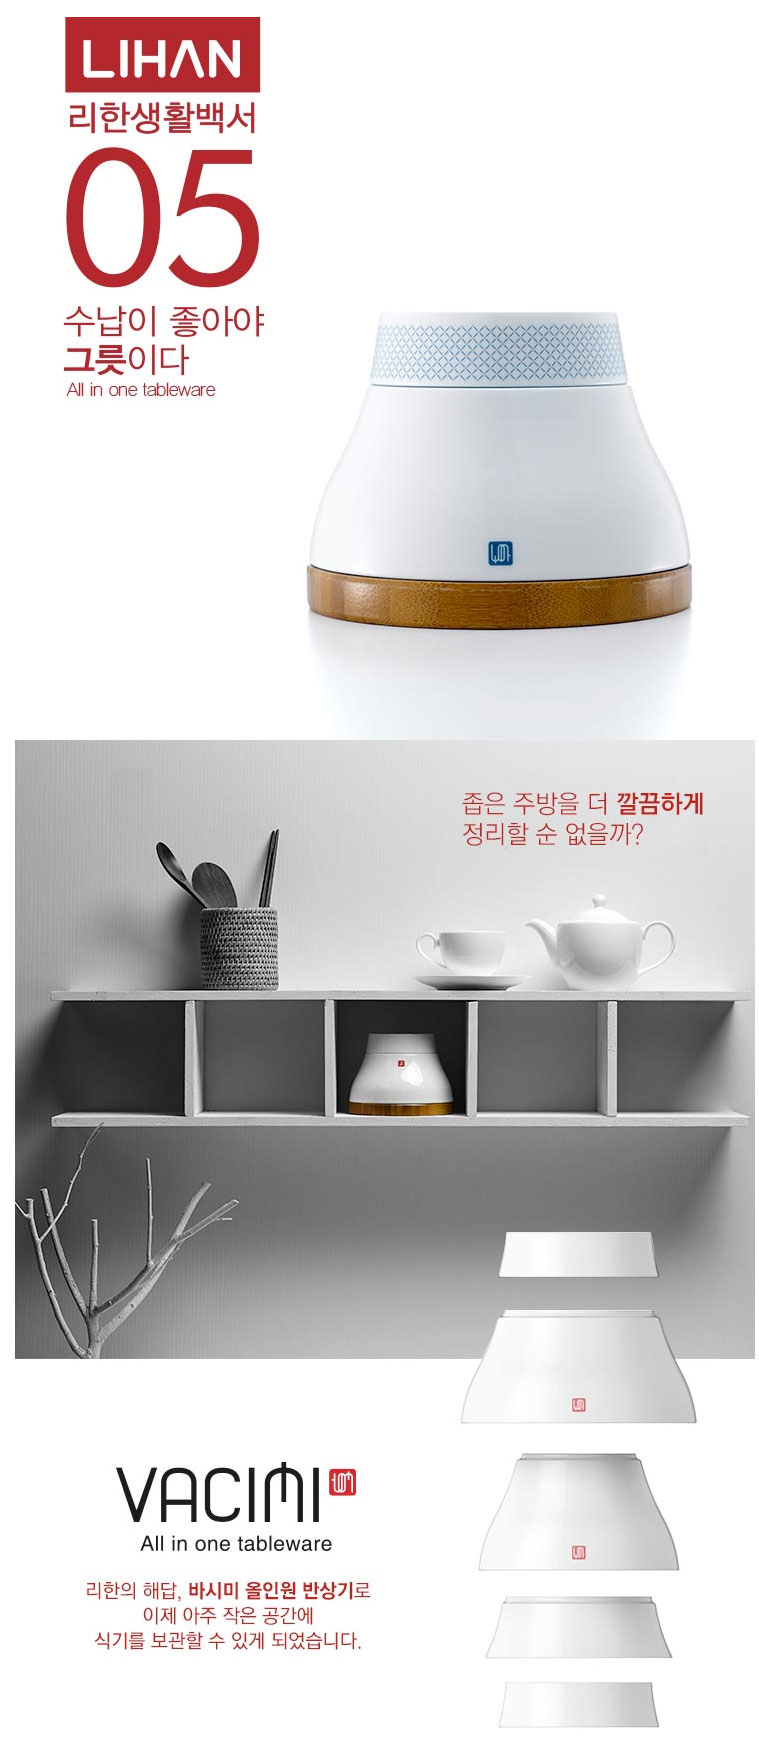 LIHAN
리한생활백서
05
수납이 좋아야
그릇이다
All in one tableware
좁은 주방을 더 깔끔하게
정리할 순 없을까?
VACIMI
All in one tableware
리한의 해답, 바시미 올인원 반상기로
이제 아주 작은 공간에
식기를 보관할 수 있게 되었습니다.